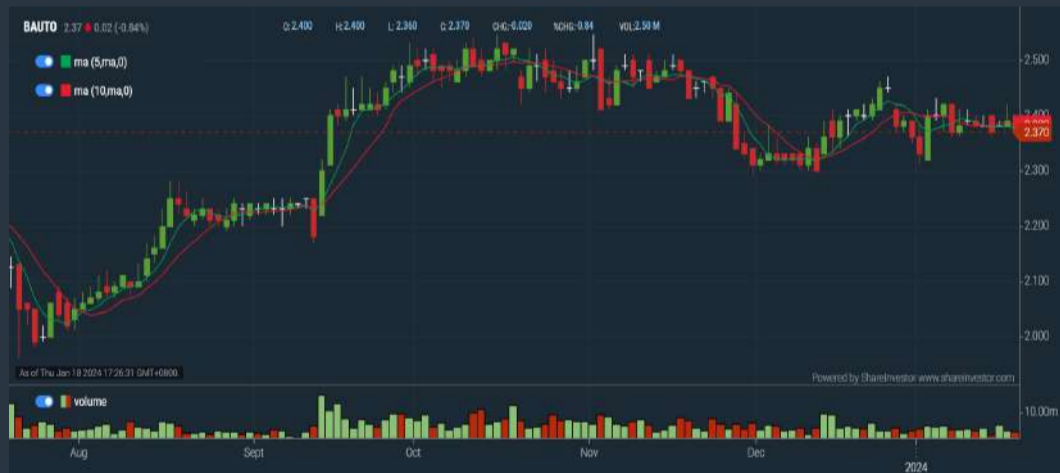 BAUTO 2.37 0.02 (-0.84%) O: 2.400 H: 2.400 L: 2.360 C: 2.370 CHG:-0.020 %CHG:-0.84 VOL:2.50 M
ma (5,ma,0)
ma (10,ma,0)
2.500
2.400
2.370
2.300
2.200
2.100
2.000
As of Thu Jan 18 2024 17:26:31 GMT+0800
Powered by ShareInvestor www.shareinvestor.com
volume
10.00m
Aug Sept Oct Nov Dec
2024